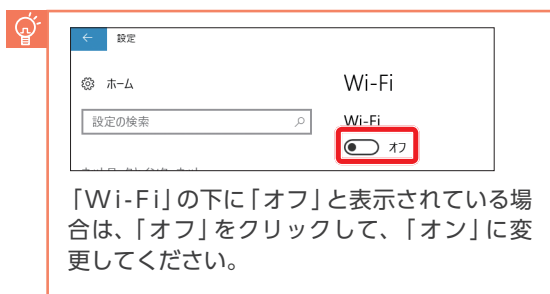 設定
ホーム
Wi-Fi
設定の検索
Wi-Fi
オフ
「Wi-Fi」の下に「オフ」と表示されている場
合は、「オフ」をクリックして、「オン」に変
更してください。